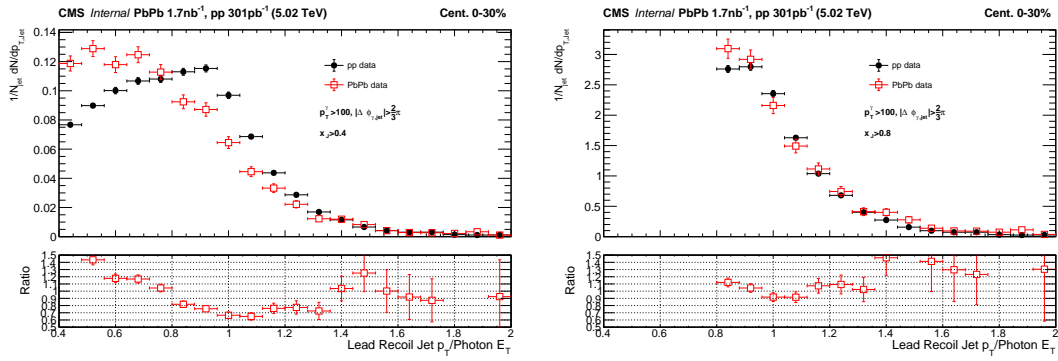 CMS Internal PbPb 1.7nb⁻¹, pp 301pb⁻¹ (5.02 TeV) Cent. 0-30%
1/N_jet dN/dp_T,Jet
0.14
0.12
0.1
0.08
0.06
0.04
0.02
0
pp data
PbPb data
p_T^γ>100, |Δ ϕ_γ,jet|>2/3π
x_J>0.4
Ratio
1.5
1.4
1.3
1.2
1.1
1
0.9
0.8
0.7
0.6
0.5
0.4 0.6 0.8 1 1.2 1.4 1.6 1.8 2
Lead Recoil Jet p_T/Photon E_T
CMS Internal PbPb 1.7nb⁻¹, pp 301pb⁻¹ (5.02 TeV) Cent. 0-30%
1/N_jet dN/dp_T,Jet
3
2.5
2
1.5
1
0.5
0
pp data
PbPb data
p_T^γ>100, |Δ ϕ_γ,jet|>2/3π
x_J>0.8
Ratio
1.5
1.4
1.3
1.2
1.1
1
0.9
0.8
0.7
0.6
0.5
0.4 0.6 0.8 1 1.2 1.4 1.6 1.8 2
Lead Recoil Jet p_T/Photon E_T